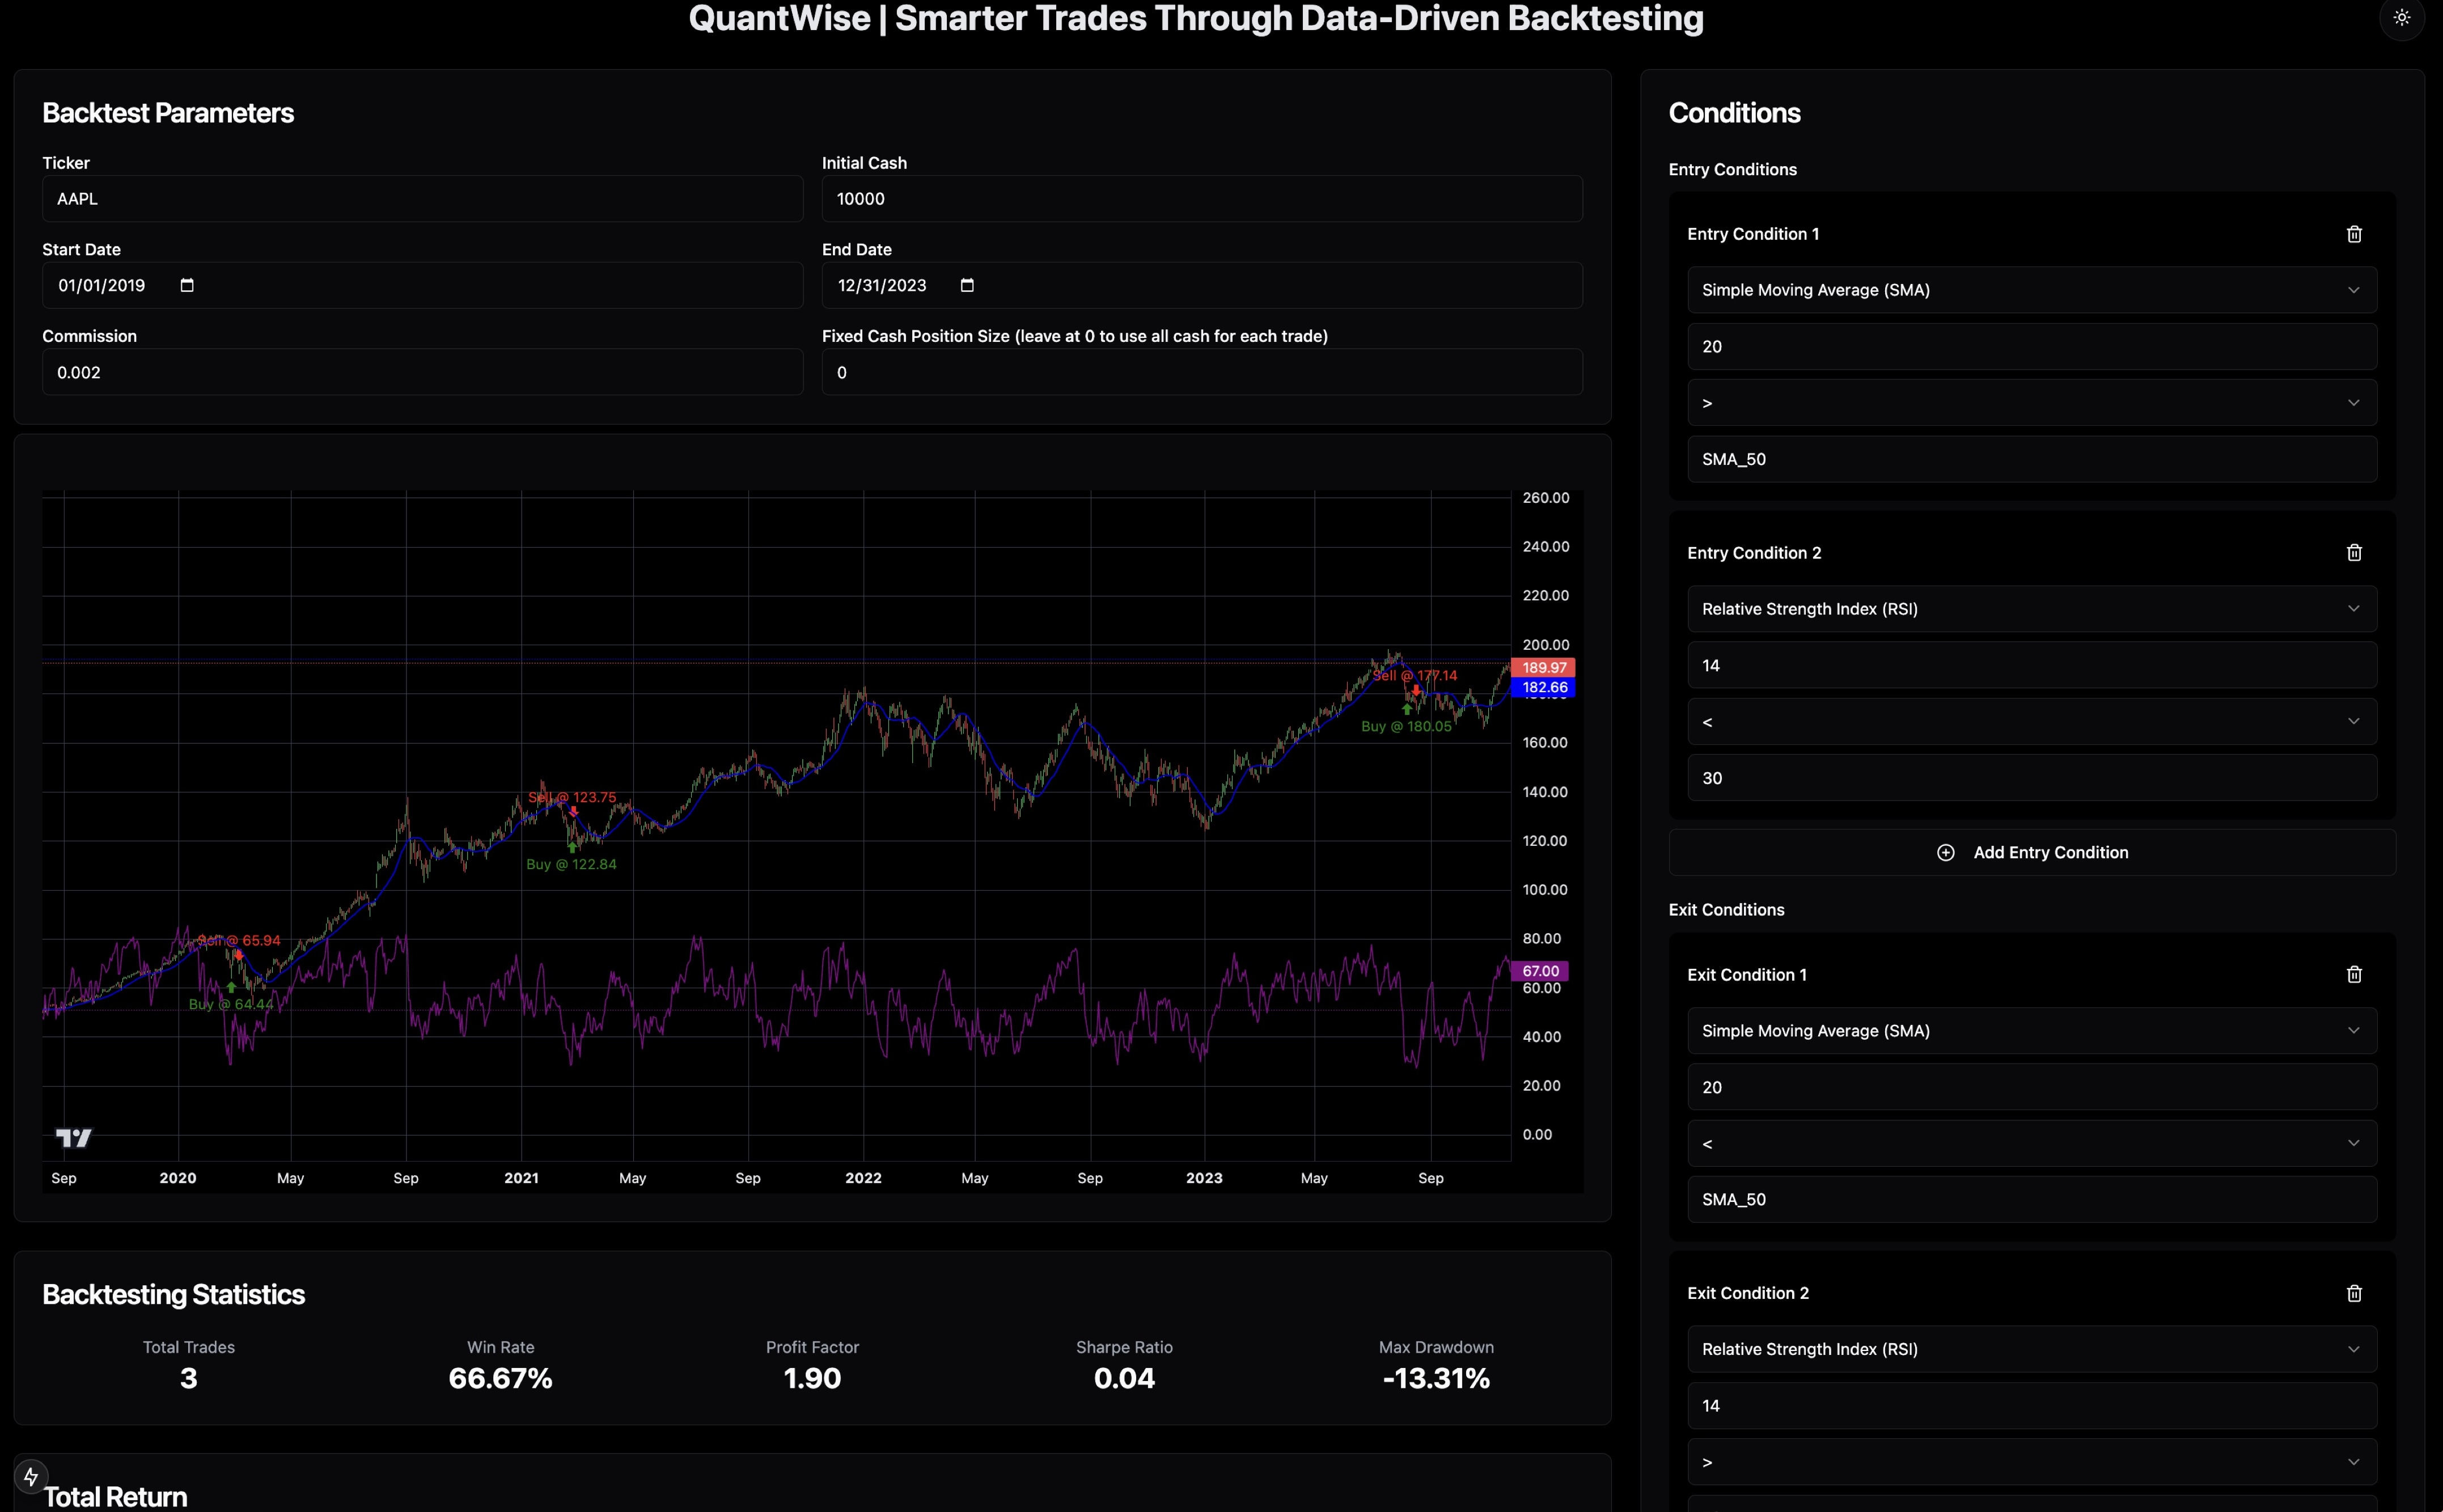 QuantWise | Smarter Trades Through Data-Driven Backtesting
Backtest Parameters
Ticker
AAPL
Initial Cash
10000
Start Date
01/01/2019
End Date
12/31/2023
Commission
0.002
Fixed Cash Position Size (leave at 0 to use all cash for each trade)
0
260.00
240.00
220.00
200.00
189.97
182.66
160.00
140.00
120.00
100.00
80.00
67.00
60.00
40.00
20.00
0.00
Sell @ 177.14
Buy @ 180.05
Sell @ 123.75
Buy @ 122.84
Sell @ 65.94
Buy @ 64.44
Sep
2020
May
Sep
2021
May
Sep
2022
May
Sep
2023
May
Sep
Backtesting Statistics
Total Trades
3
Win Rate
66.67%
Profit Factor
1.90
Sharpe Ratio
0.04
Max Drawdown
-13.31%
Total Return
Conditions
Entry Conditions
Entry Condition 1
Simple Moving Average (SMA)
20
>
SMA_50
Entry Condition 2
Relative Strength Index (RSI)
14
<
30
Add Entry Condition
Exit Conditions
Exit Condition 1
Simple Moving Average (SMA)
20
<
SMA_50
Exit Condition 2
Relative Strength Index (RSI)
14
>